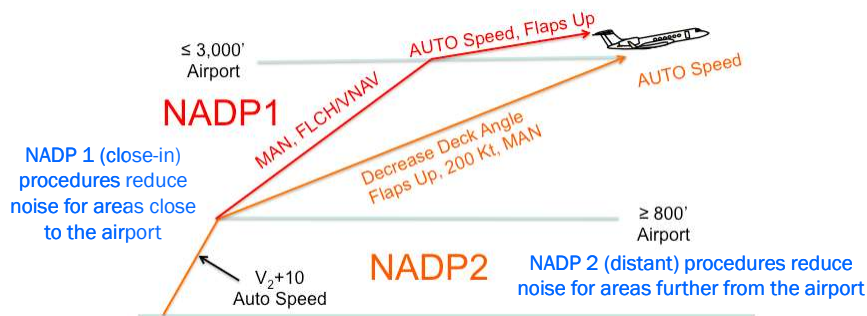 AUTO Speed, Flaps Up
≤ 3,000’
Airport
AUTO Speed
NADP1
MAN, FLCH/VNAV
Decrease Deck Angle
Flaps Up, 200 Kt, MAN
NADP 1 (close-in)
procedures reduce
noise for areas close
to the airport
≥ 800’
Airport
V₂+10
Auto Speed
NADP2
NADP 2 (distant) procedures reduce
noise for areas further from the airport